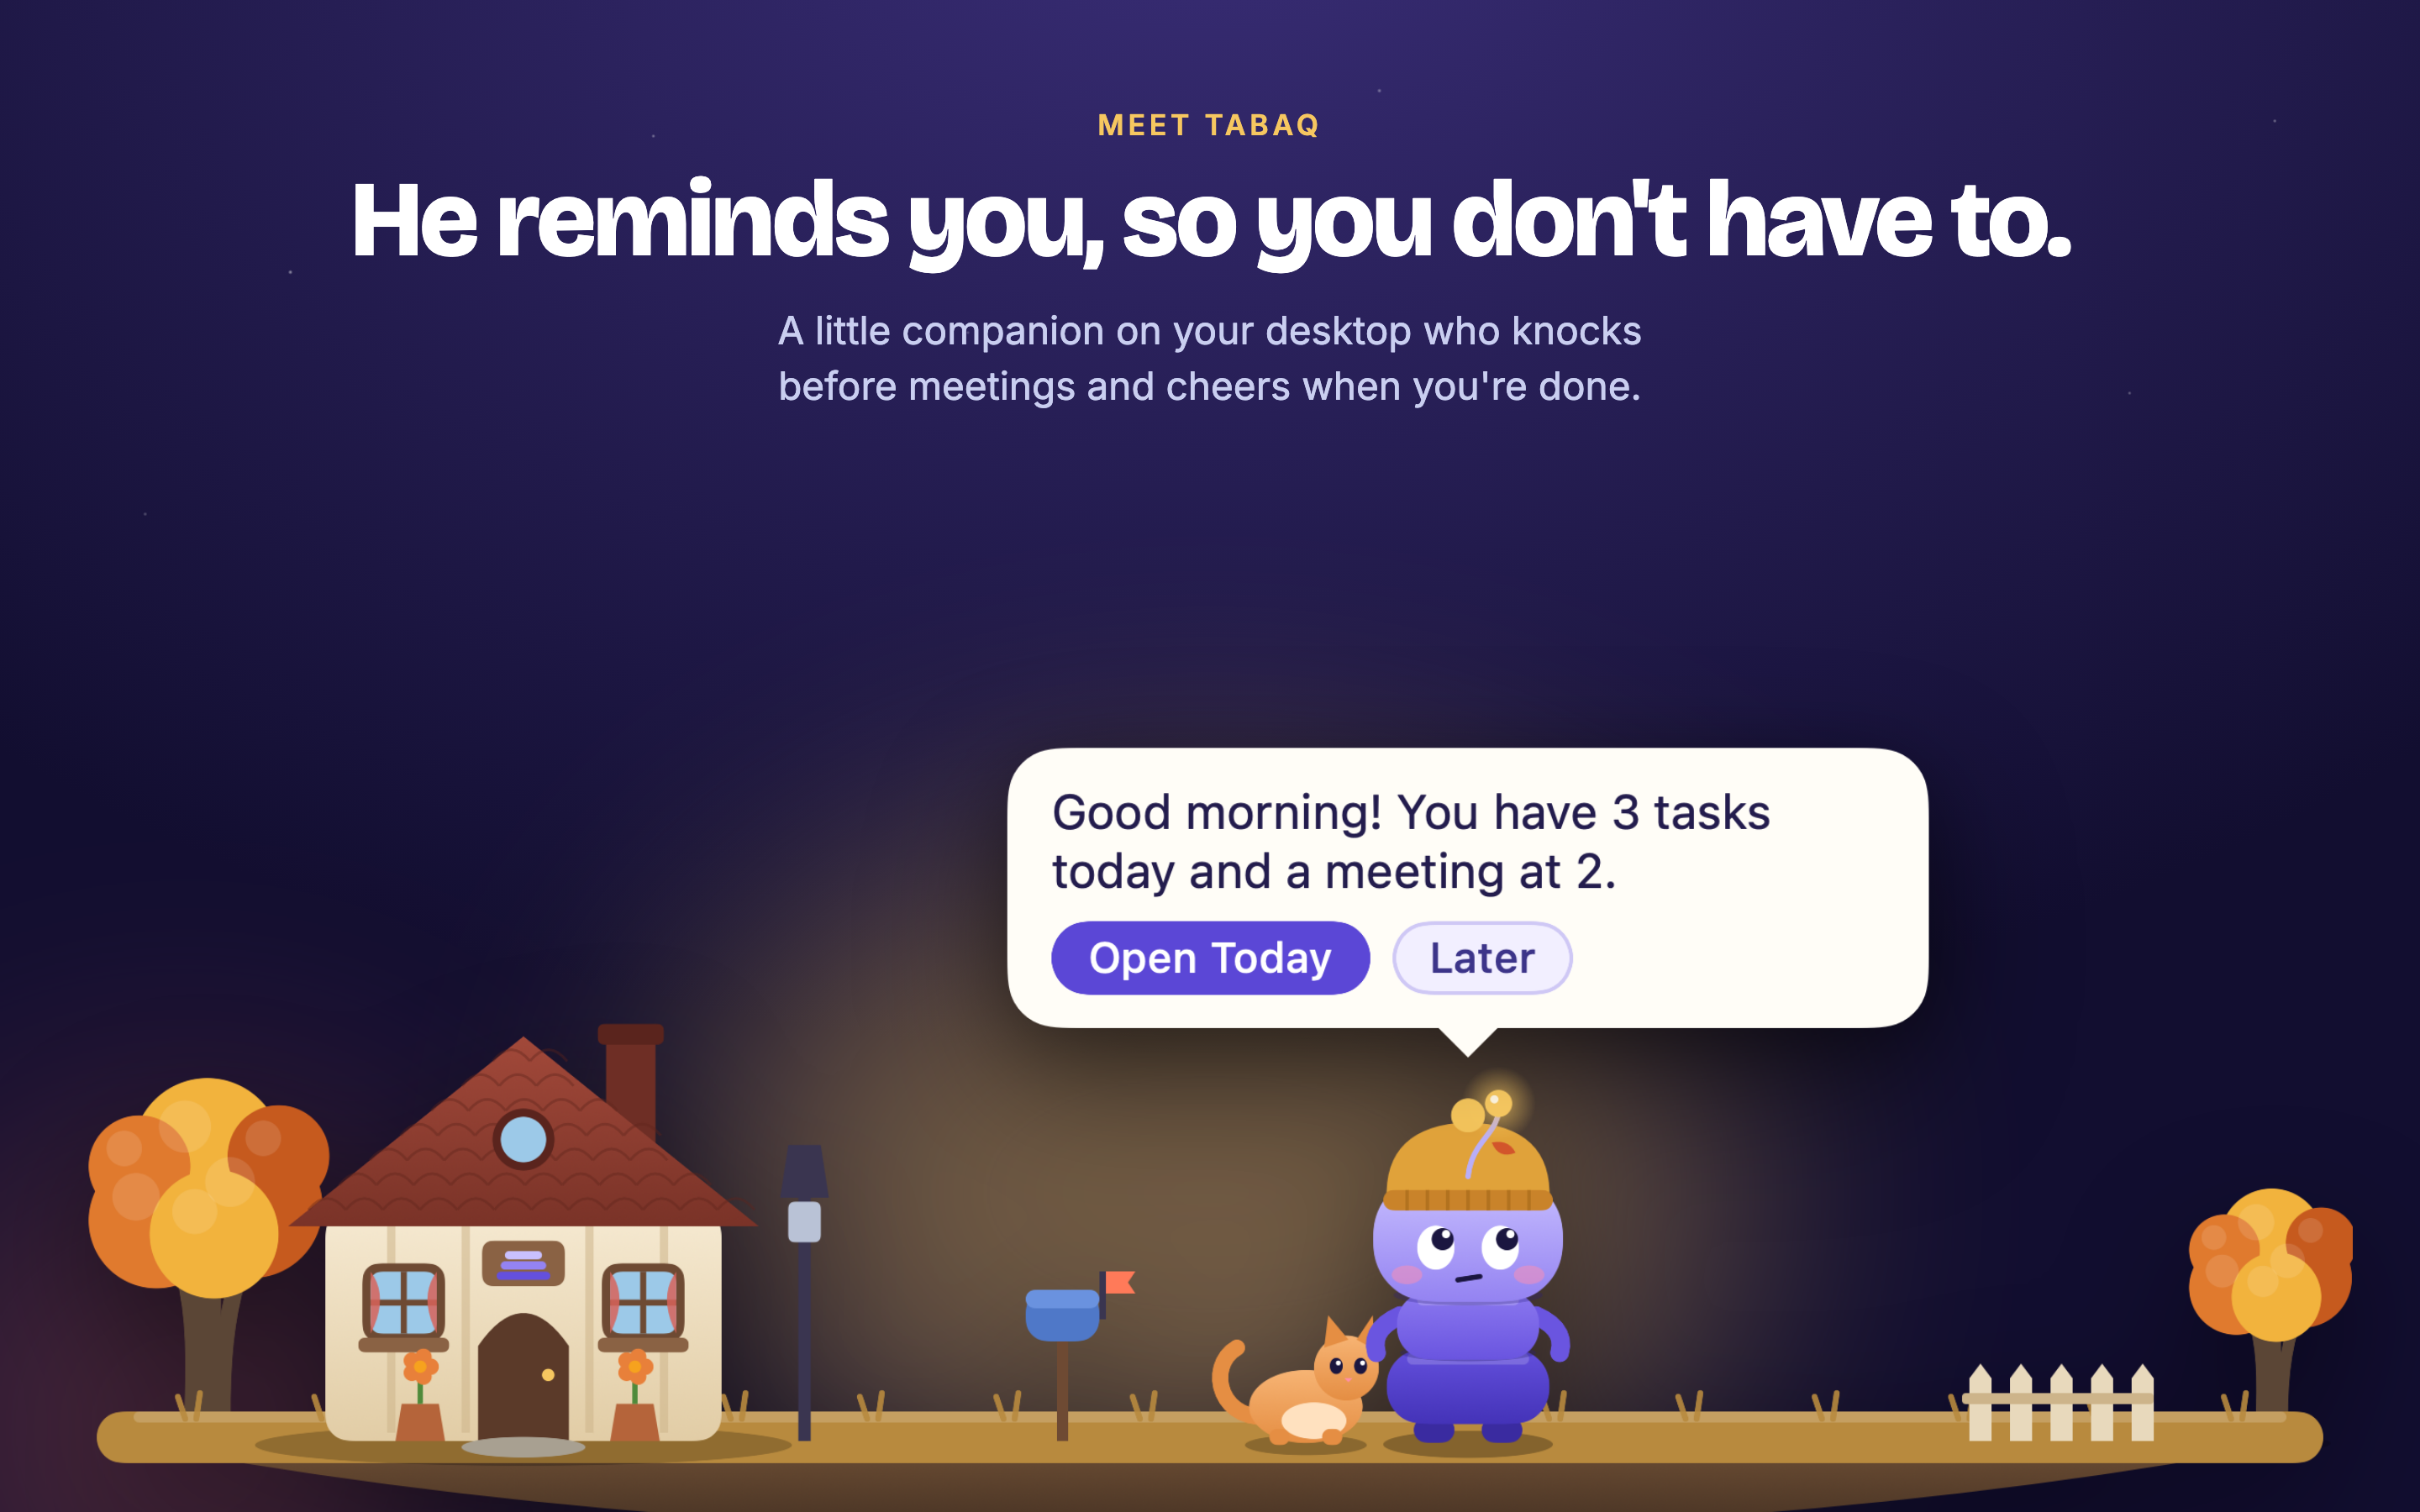 MEET TABAQ
He reminds you, so you don't have to.
A little companion on your desktop who knocks
before meetings and cheers when you're done.
Good morning! You have 3 tasks
today and a meeting at 2.
Open Today
Later